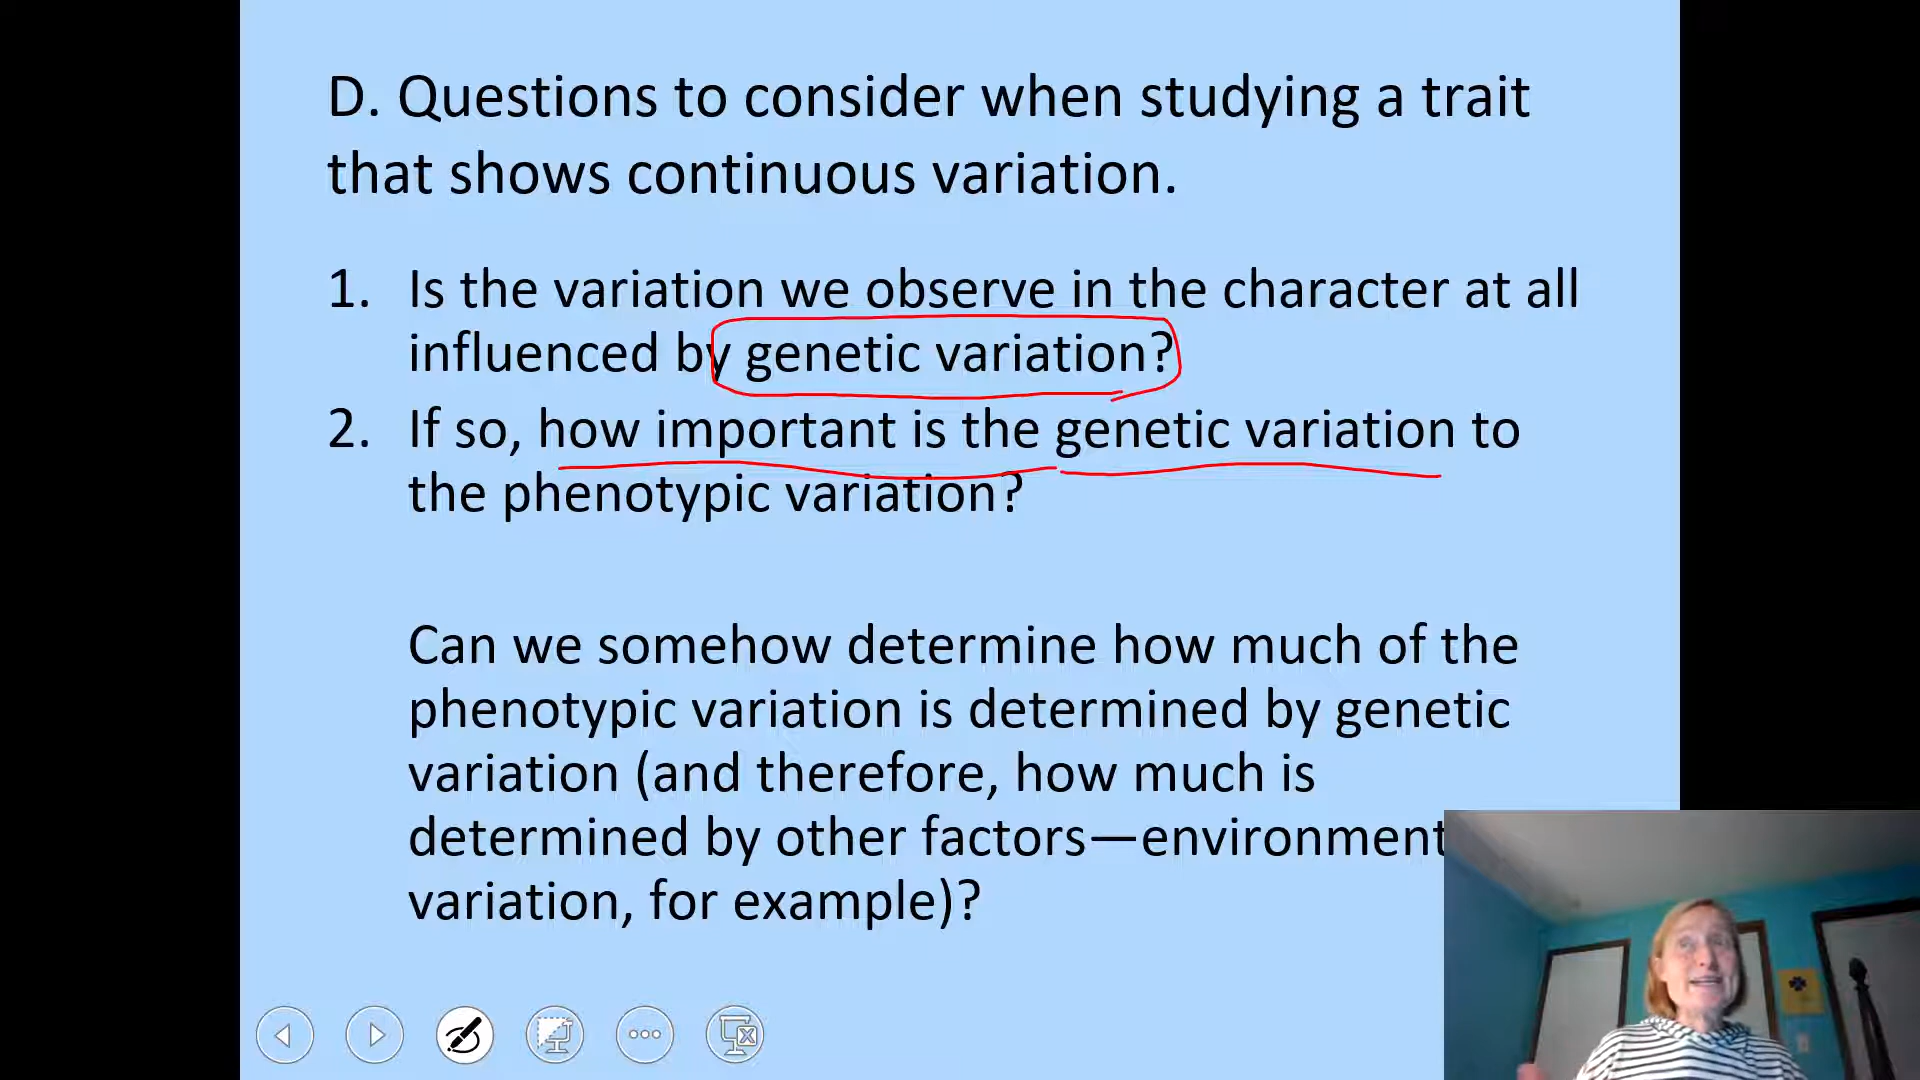 D. Questions to consider when studying a trait
that shows continuous variation.
1. Is the variation we observe in the character at all
influenced by genetic variation?
2. If so, how important is the genetic variation to
the phenotypic variation?
Can we somehow determine how much of the
phenotypic variation is determined by genetic
variation (and therefore, how much is
determined by other factors—environment
variation, for example)?